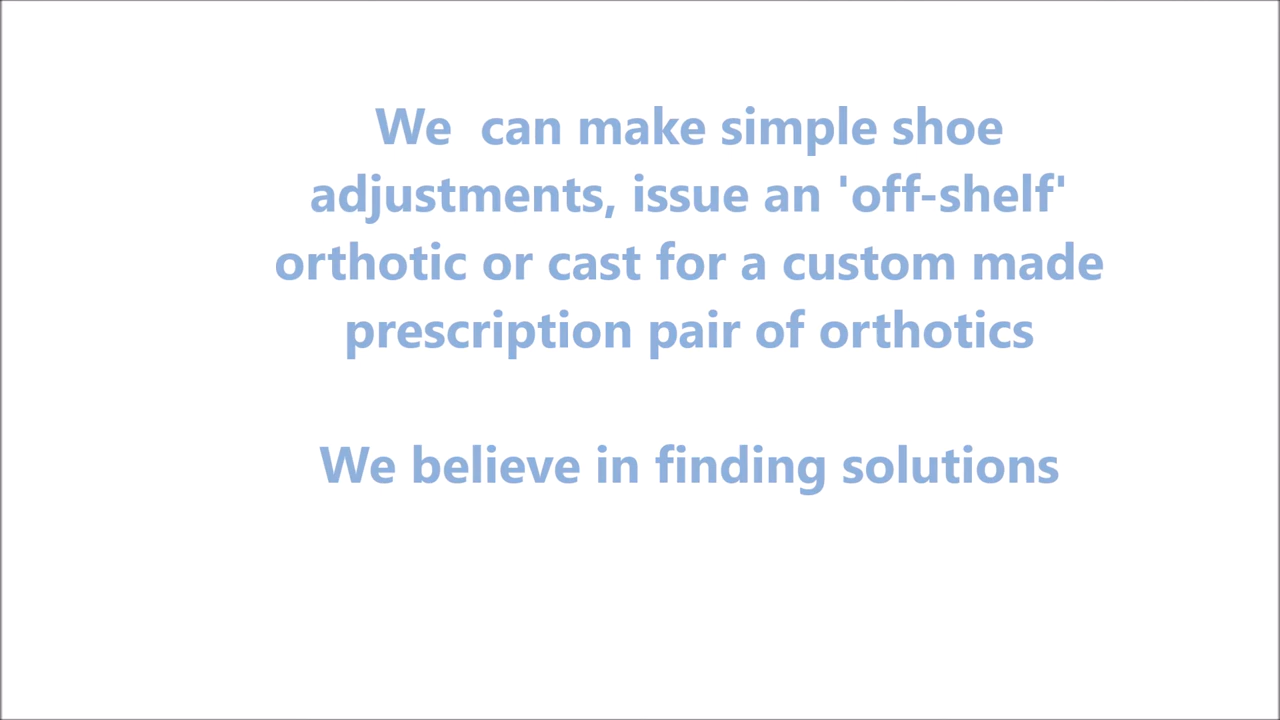 We  can make simple shoe
adjustments, issue an 'off-shelf'
orthotic or cast for a custom made
prescription pair of orthotics
We believe in finding solutions